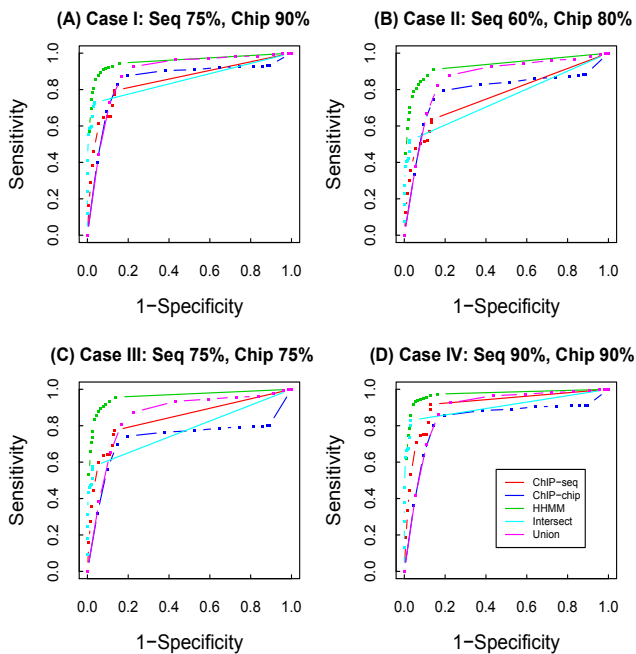 (A) Case I: Seq 75%, Chip 90%
Sensitivity
0.0 0.2 0.4 0.6 0.8 1.0
0.0 0.2 0.4 0.6 0.8 1.0
1−Specificity
(B) Case II: Seq 60%, Chip 80%
Sensitivity
0.0 0.2 0.4 0.6 0.8 1.0
0.0 0.2 0.4 0.6 0.8 1.0
1−Specificity
(C) Case III: Seq 75%, Chip 75%
Sensitivity
0.0 0.2 0.4 0.6 0.8 1.0
0.0 0.2 0.4 0.6 0.8 1.0
1−Specificity
(D) Case IV: Seq 90%, Chip 90%
Sensitivity
0.0 0.2 0.4 0.6 0.8 1.0
ChIP−seq
ChIP−chip
HHMM
Intersect
Union
0.0 0.2 0.4 0.6 0.8 1.0
1−Specificity